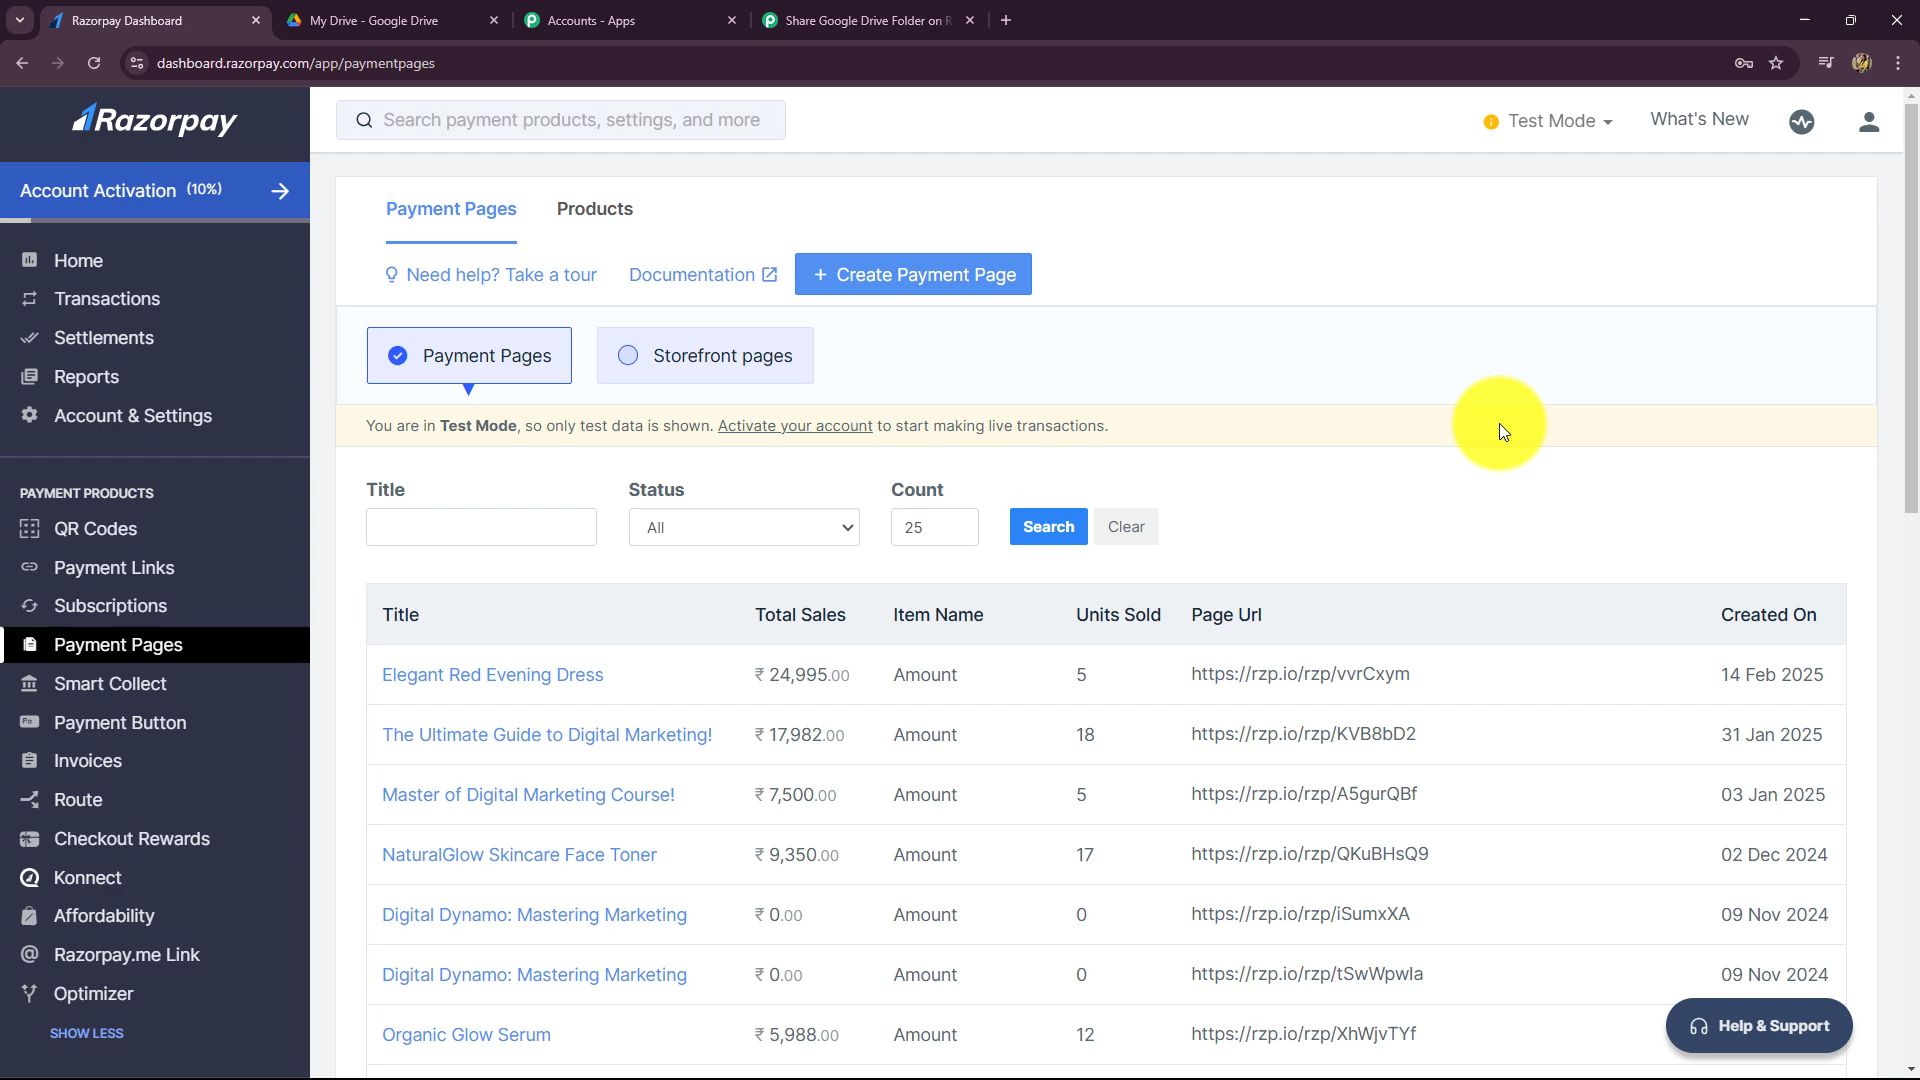 Razorpay Dashboard
My Drive - Google Drive
Accounts - Apps
Share Google Drive Folder on R
dashboard.razorpay.com/app/paymentpages
Razorpay
Search payment products, settings, and more
Test Mode
What's New
Account Activation (10%)
Home
Transactions
Settlements
Reports
Account & Settings
PAYMENT PRODUCTS
QR Codes
Payment Links
Subscriptions
Payment Pages
Smart Collect
Payment Button
Invoices
Route
Checkout Rewards
Konnect
Affordability
Razorpay.me Link
Optimizer
SHOW LESS
Payment Pages Products
Need help? Take a tour Documentation + Create Payment Page
Payment Pages Storefront pages
You are in Test Mode, so only test data is shown. Activate your account to start making live transactions.
Title Status Count
All 25 Search Clear
Title Total Sales Item Name Units Sold Page Url Created On
Elegant Red Evening Dress ₹ 24,995.00 Amount 5 https://rzp.io/rzp/vvrCxym 14 Feb 2025
The Ultimate Guide to Digital Marketing! ₹ 17,982.00 Amount 18 https://rzp.io/rzp/KVB8bD2 31 Jan 2025
Master of Digital Marketing Course! ₹ 7,500.00 Amount 5 https://rzp.io/rzp/A5gurQBf 03 Jan 2025
NaturalGlow Skincare Face Toner ₹ 9,350.00 Amount 17 https://rzp.io/rzp/QKuBHsQ9 02 Dec 2024
Digital Dynamo: Mastering Marketing ₹ 0.00 Amount 0 https://rzp.io/rzp/iSumxXA 09 Nov 2024
Digital Dynamo: Mastering Marketing ₹ 0.00 Amount 0 https://rzp.io/rzp/tSwWpwla 09 Nov 2024
Organic Glow Serum ₹ 5,988.00 Amount 12 https://rzp.io/rzp/XhWjvTYf
Help & Support